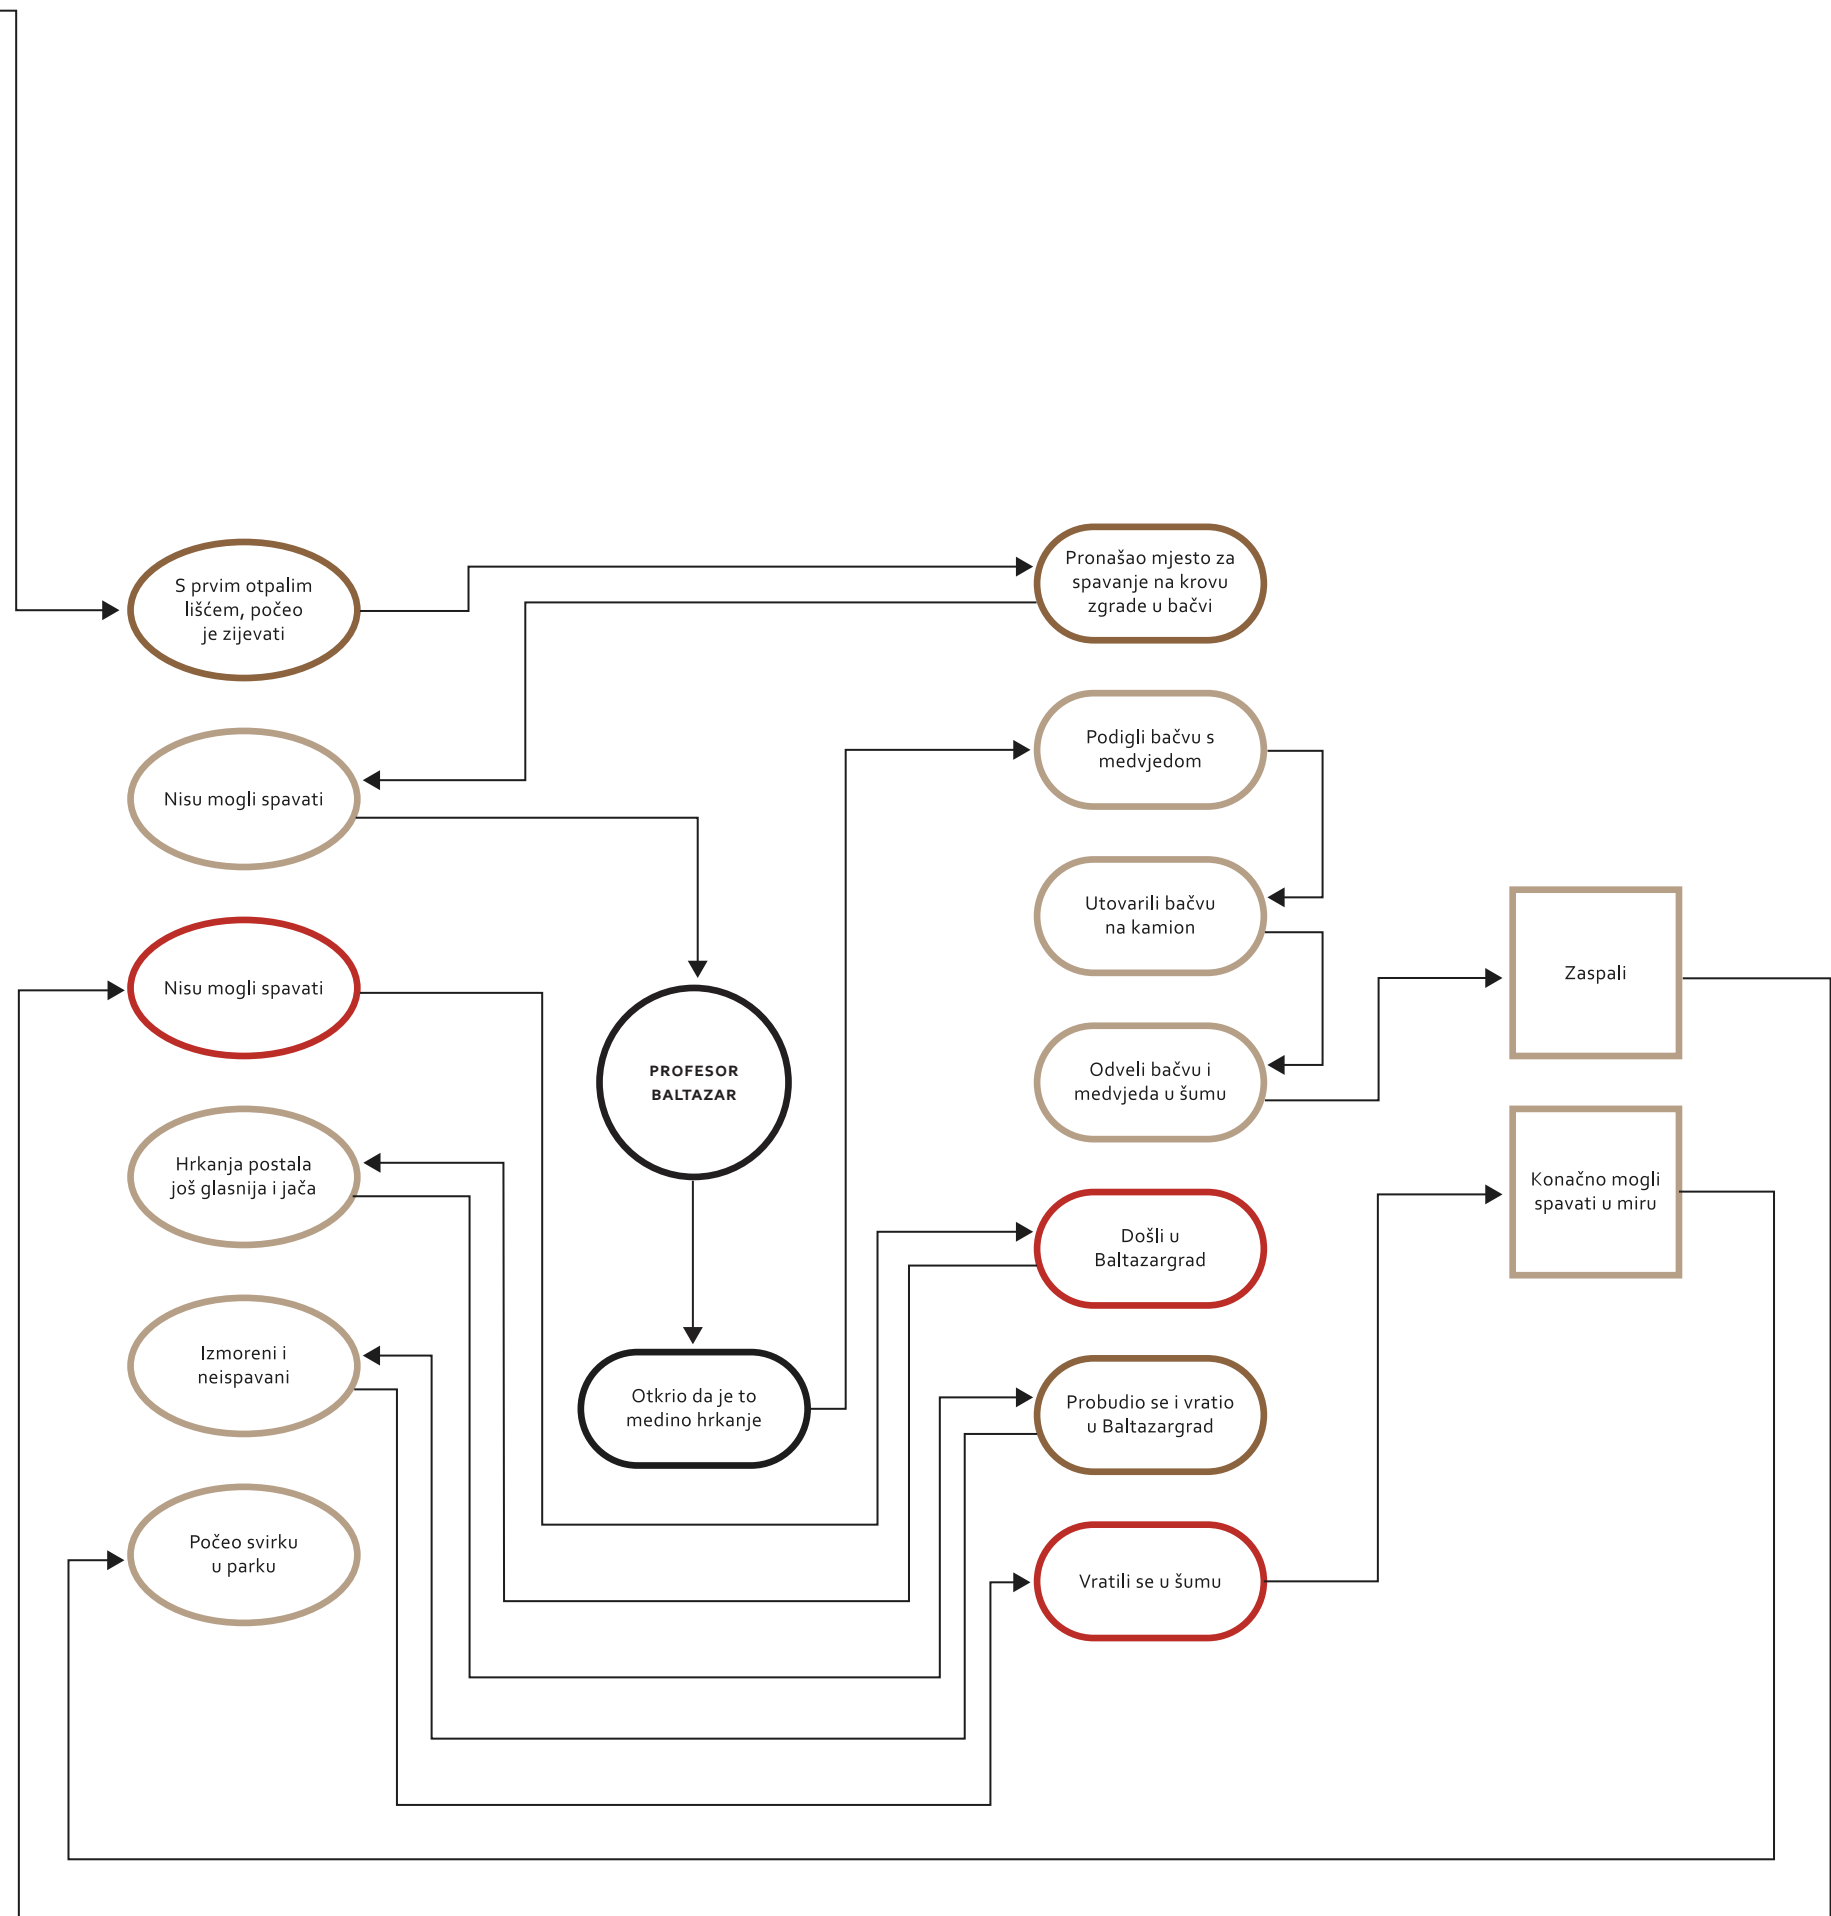 S prvim otpalim
lišćem, počeo
je zijevati
Nisu mogli spavati
Nisu mogli spavati
Hrkanja postala
još glasnija i jača
Izmoreni i
neispavani
Počeo svirku
u parku
PROFESOR
BALTAZAR
Otkrio da je to
medino hrkanje
Pronašao mjesto za
spavanje na krovu
zgrade u bačvi
Podigli bačvu s
medvjedom
Utovarili bačvu
na kamion
Odveli bačvu i
medvjeda u šumu
Došli u
Baltazargrad
Probudio se i vratio
u Baltazargrad
Vratili se u šumu
Zaspali
Konačno mogli
spavati u miru